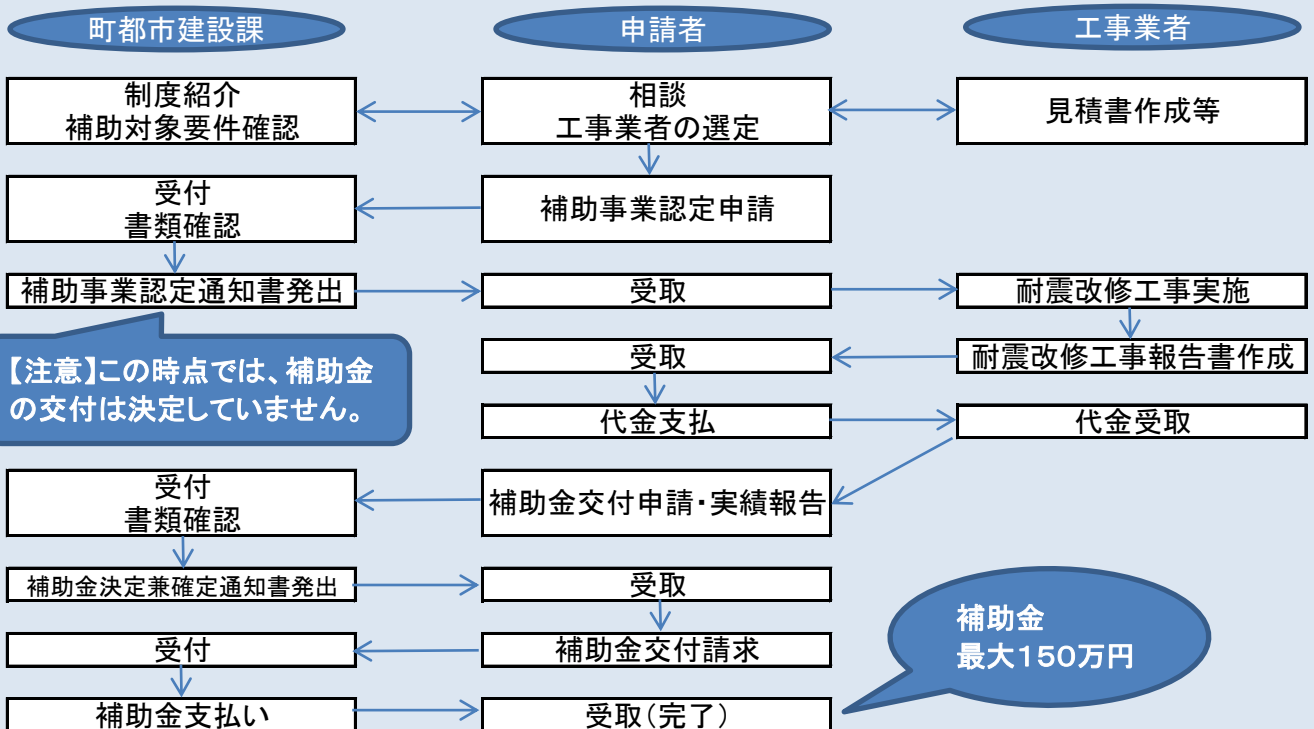 町都市建設課
申請者
工事業者
制度紹介
補助対象要件確認
相談
工事業者の選定
見積書作成等
受付
書類確認
補助事業認定申請
補助事業認定通知書発出
受取
耐震改修工事実施
【注意】この時点では、補助金
の交付は決定していません。
受取
耐震改修工事報告書作成
代金支払
代金受取
受付
書類確認
補助金交付申請・実績報告
補助金決定兼確定通知書発出
受取
受付
補助金交付請求
補助金
最大150万円
補助金支払い
受取(完了)